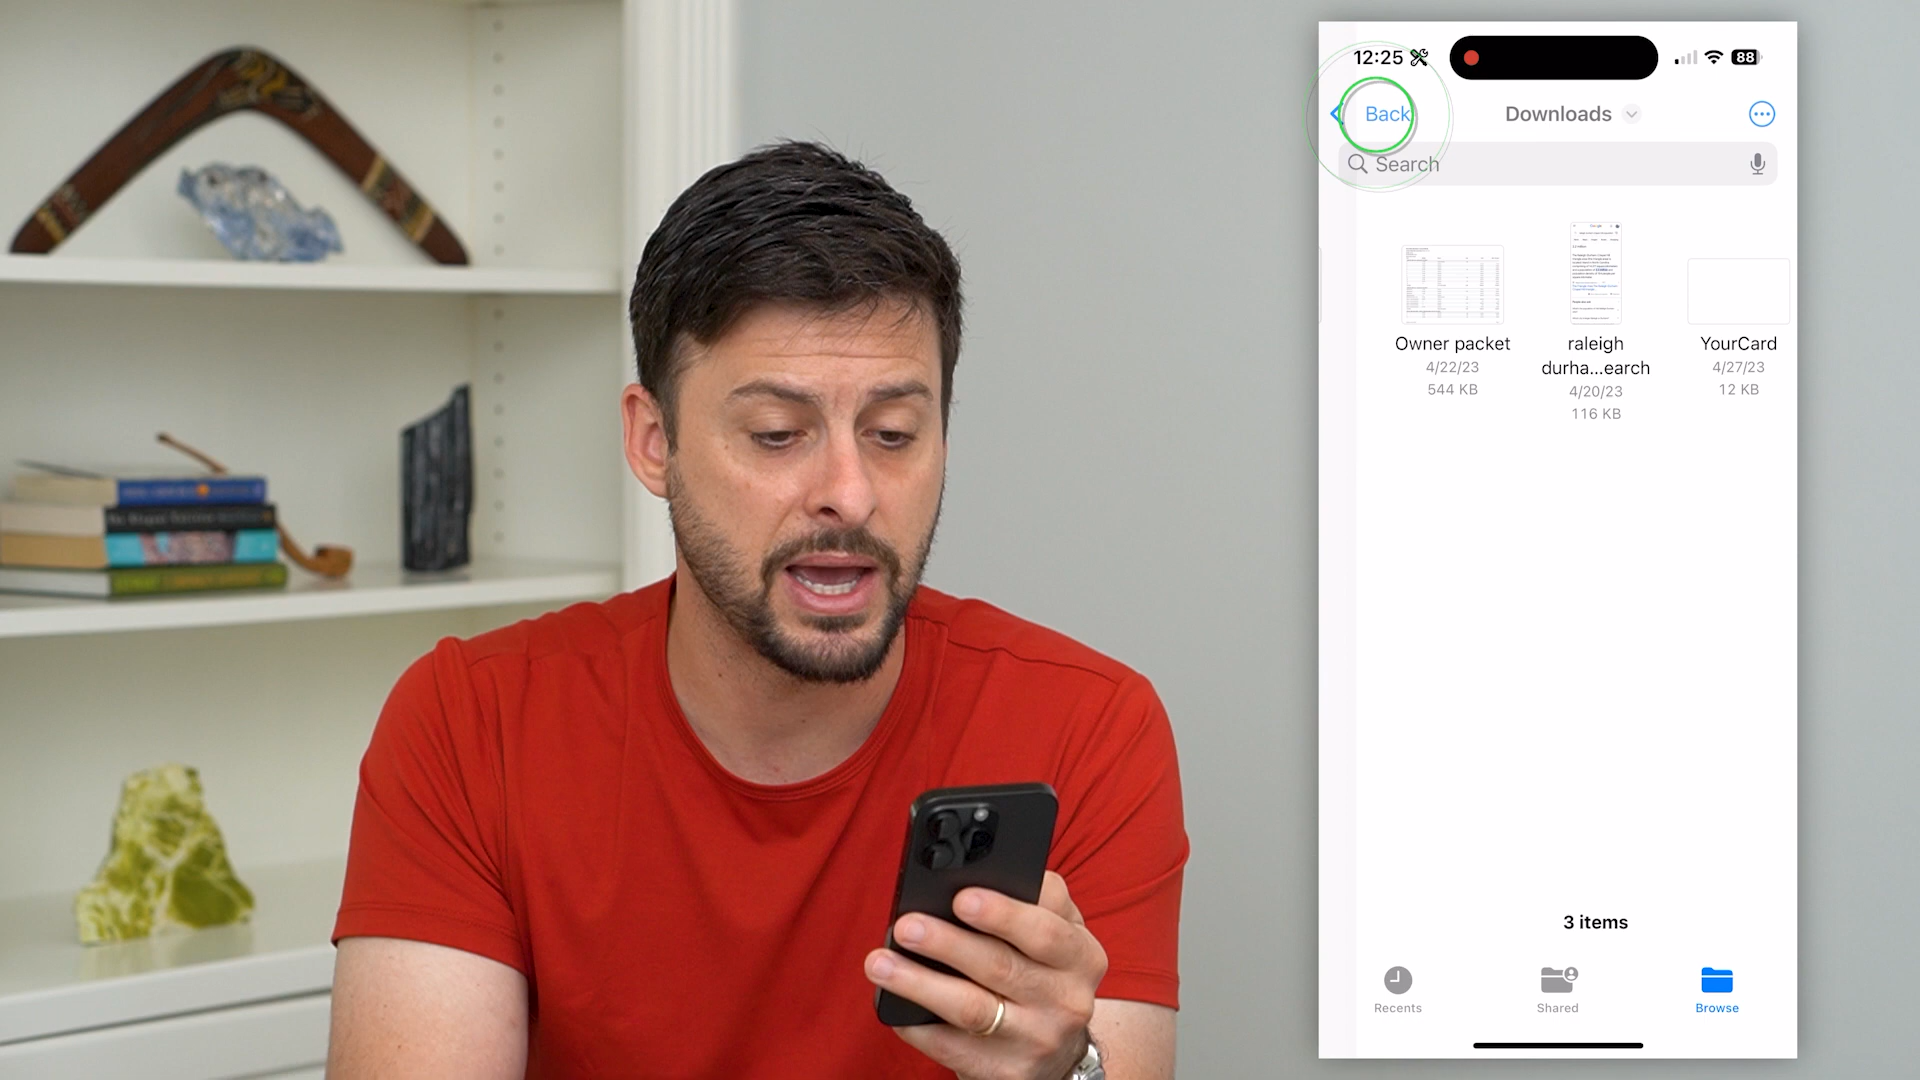 12:25
88
Back
Downloads
Search
Owner packet
4/22/23
544 KB
raleigh
durha...earch
4/20/23
116 KB
YourCard
4/27/23
12 KB
3 items
Recents
Shared
Browse